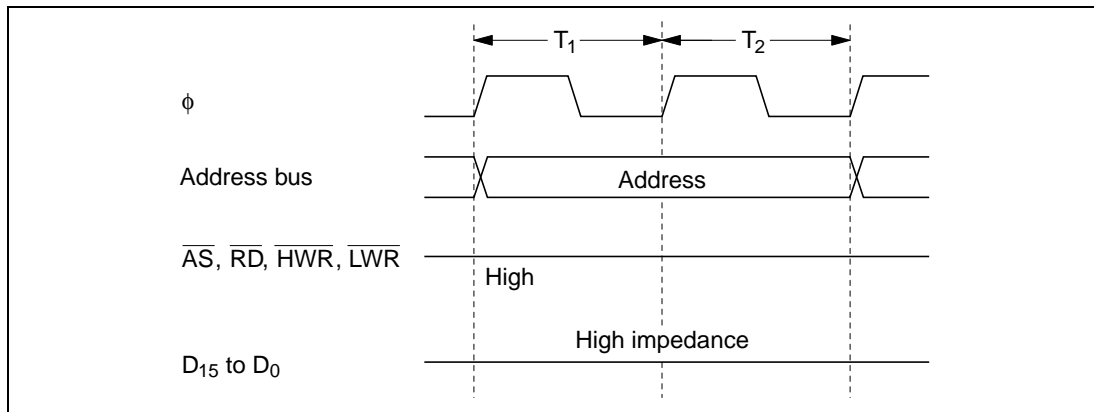 T1 T2
ϕ
Address bus
Address
AS, RD, HWR, LWR
High
High impedance
D15 to D0